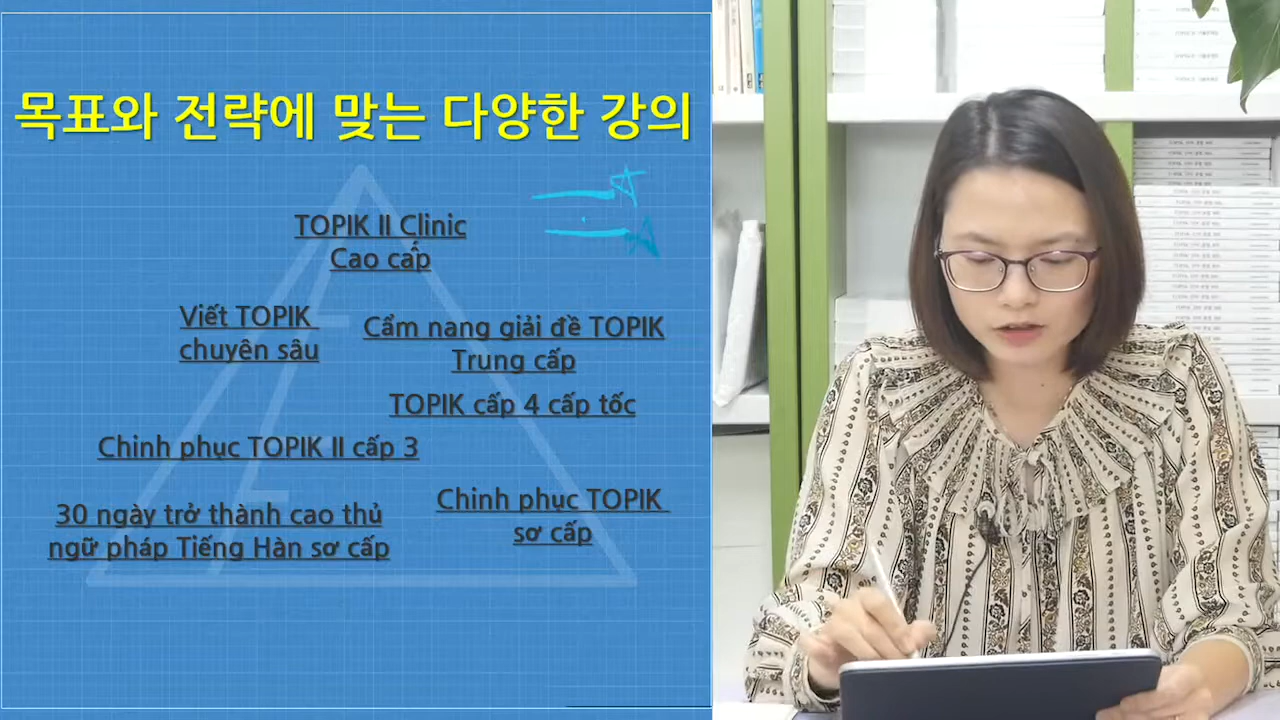 목표와 전략에 맞는 다양한 강의
TOPIK II Clinic
Cao cấp
Viết TOPIK
chuyên sâu
Cẩm nang giải đề TOPIK
Trung cấp
TOPIK cấp 4 cấp tốc
Chinh phục TOPIK II cấp 3
30 ngày trở thành cao thủ
ngữ pháp Tiếng Hàn sơ cấp
Chinh phục TOPIK
sơ cấp